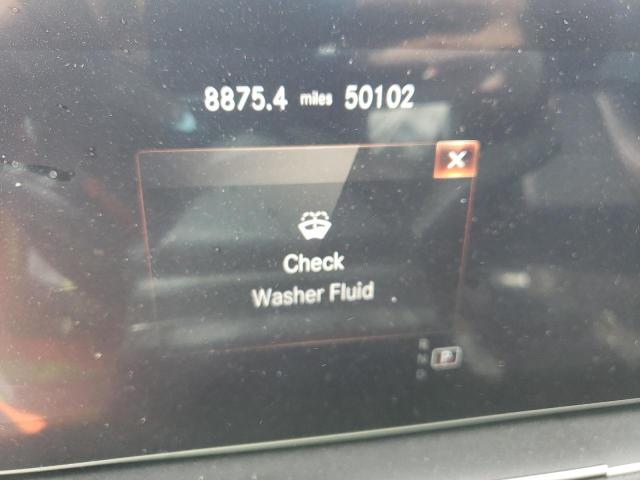 8875.4 miles 50102
X
Check
Washer Fluid
R
N
D
P